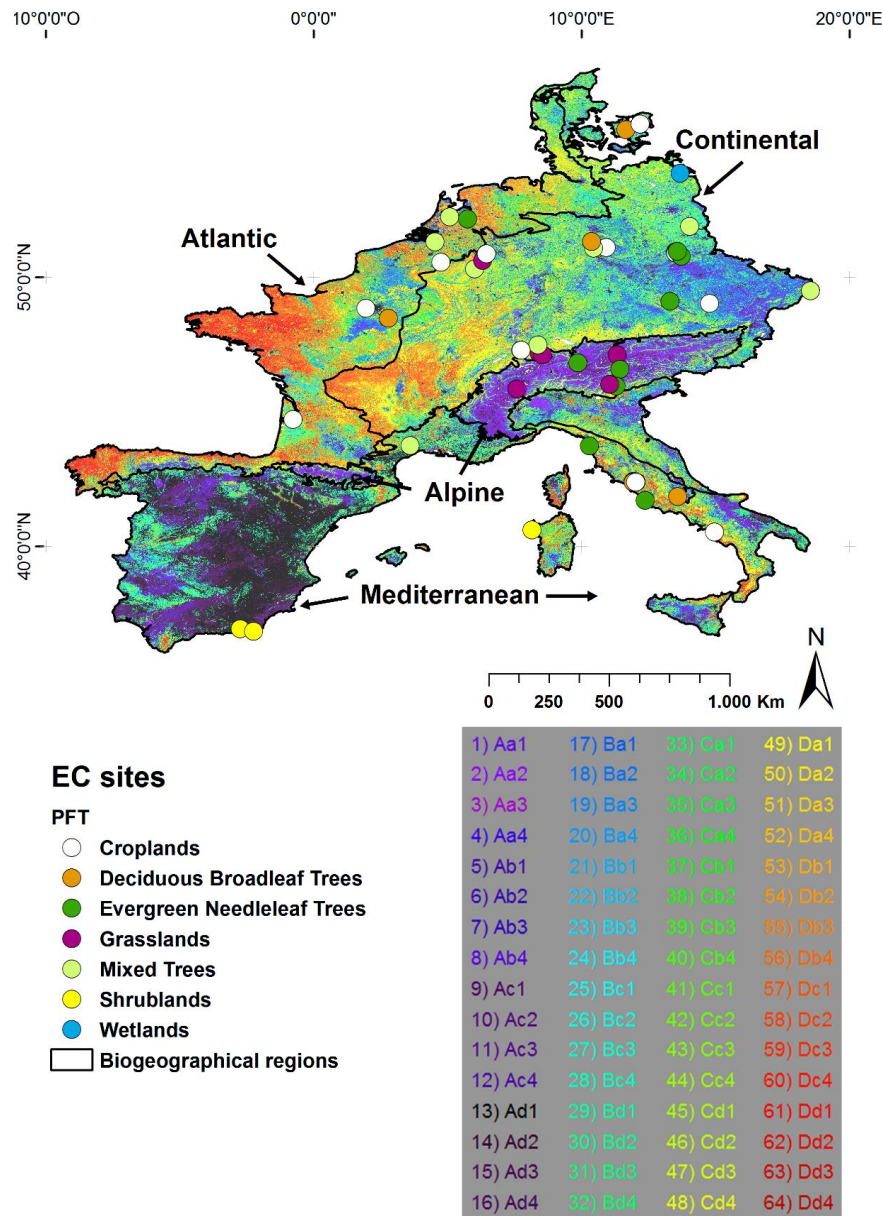 10°0'0"O 0°0'0" 10°0'0"E 20°0'0"E
Continental
Atlantic
50°0'0"N
Alpine
40°0'0"N
Mediterranean
N
0 250 500 1.000 Km
EC sites
PFT
Croplands
Deciduous Broadleaf Trees
Evergreen Needleleaf Trees
Grasslands
Mixed Trees
Shrublands
Wetlands
Biogeographical regions
1) Aa1 17) Ba1 33) Ca1 49) Da1
2) Aa2 18) Ba2 34) Ca2 50) Da2
3) Aa3 19) Ba3 35) Ca3 51) Da3
4) Aa4 20) Ba4 36) Ca4 52) Da4
5) Ab1 21) Bb1 37) Cb1 53) Db1
6) Ab2 22) Bb2 38) Cb2 54) Db2
7) Ab3 23) Bb3 39) Cb3 55) Db3
8) Ab4 24) Bb4 40) Cb4 56) Db4
9) Ac1 25) Bc1 41) Cc1 57) Dc1
10) Ac2 26) Bc2 42) Cc2 58) Dc2
11) Ac3 27) Bc3 43) Cc3 59) Dc3
12) Ac4 28) Bc4 44) Cc4 60) Dc4
13) Ad1 29) Bd1 45) Cd1 61) Dd1
14) Ad2 30) Bd2 46) Cd2 62) Dd2
15) Ad3 31) Bd3 47) Cd3 63) Dd3
16) Ad4 32) Bd4 48) Cd4 64) Dd4